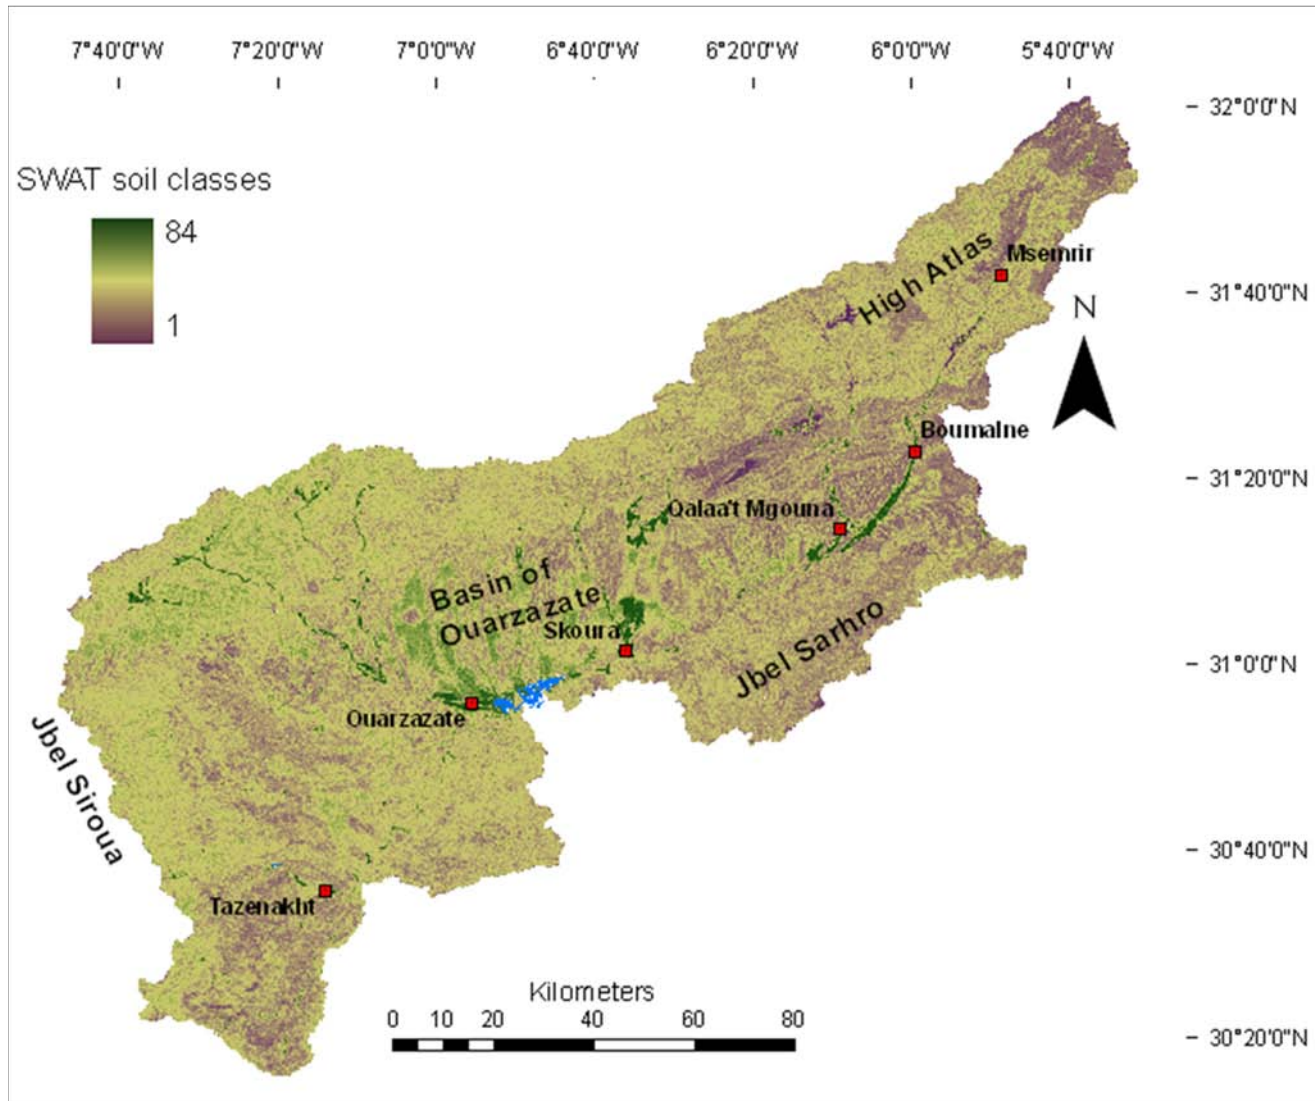 7°40'0"W 7°20'0"W 7°0'0"W 6°40'0"W 6°20'0"W 6°0'0"W 5°40'0"W
32°0'0"N
SWAT soil classes
84
1
High Atlas
Msemrir
31°40'0"N
N
Boumalne
31°20'0"N
Qalaa't Mgouna
Basin of
Ouarzazate
Skoura
Jbel Sarhro
31°0'0"N
Ouarzazate
Jbel Siroua
30°40'0"N
Tazenakht
Kilometers
0 10 20 40 60 80
30°20'0"N